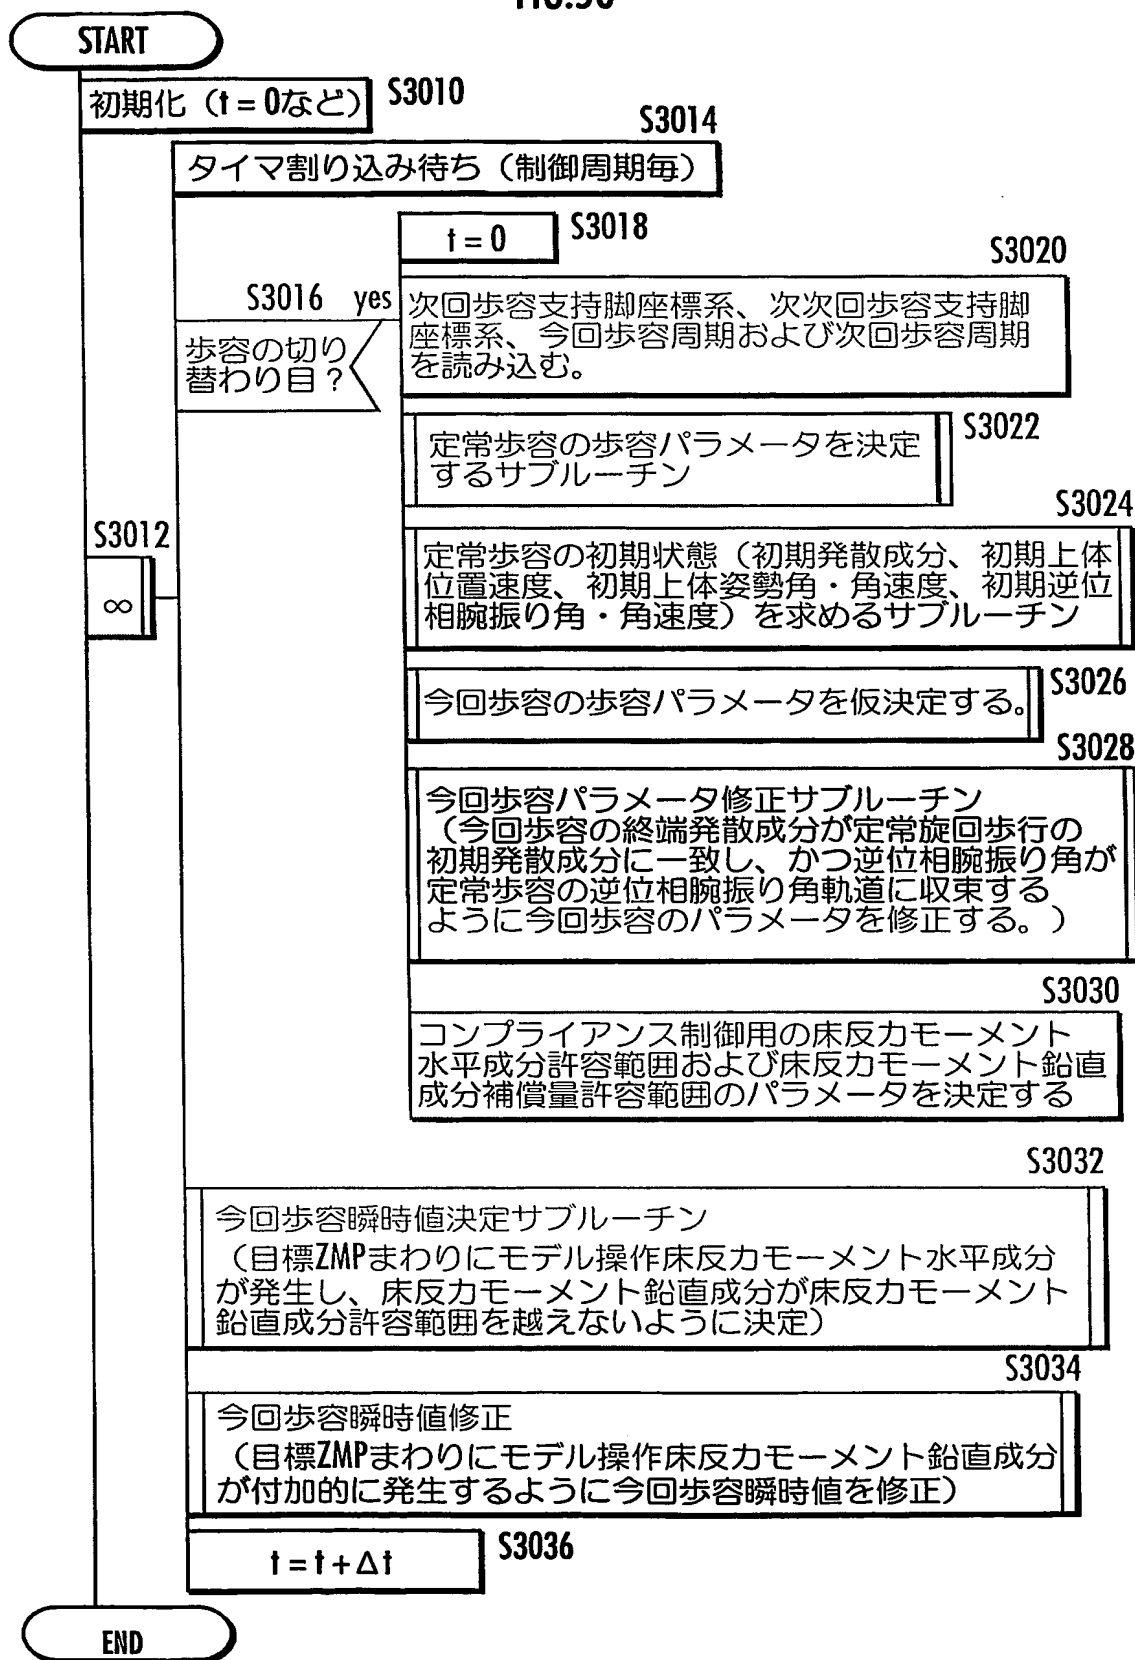 START
初期化（t = 0など） S3010
S3014
タイマ割り込み待ち（制御周期毎）
t = 0 S3018
S3020
S3016 yes
歩容の切り
替わり目？
次回歩容支持脚座標系、次次回歩容支持脚
座標系、今回歩容周期および次回歩容周期
を読み込む。
S3022
定常歩容の歩容パラメータを決定
するサブルーチン
S3024
S3012
∞
定常歩容の初期状態（初期発散成分、初期上体
位置速度、初期上体姿勢角・角速度、初期逆位
相腕振り角・角速度）を求めるサブルーチン
S3026
今回歩容の歩容パラメータを仮決定する。
S3028
今回歩容パラメータ修正サブルーチン
（今回歩容の終端発散成分が定常旋回歩行の
初期発散成分に一致し、かつ逆位相腕振り角が
定常歩容の逆位相腕振り角軌道に収束する
ように今回歩容のパラメータを修正する。）
S3030
コンプライアンス制御用の床反力モーメント
水平成分許容範囲および床反力モーメント鉛直
成分補償量許容範囲のパラメータを決定する
S3032
今回歩容瞬時値決定サブルーチン
（目標ZMPまわりにモデル操作床反力モーメント水平成分
が発生し、床反力モーメント鉛直成分が床反力モーメント
鉛直成分許容範囲を越えないように決定）
S3034
今回歩容瞬時値修正
（目標ZMPまわりにモデル操作床反力モーメント鉛直成分
が付加的に発生するように今回歩容瞬時値を修正）
t = t + Δt S3036
END